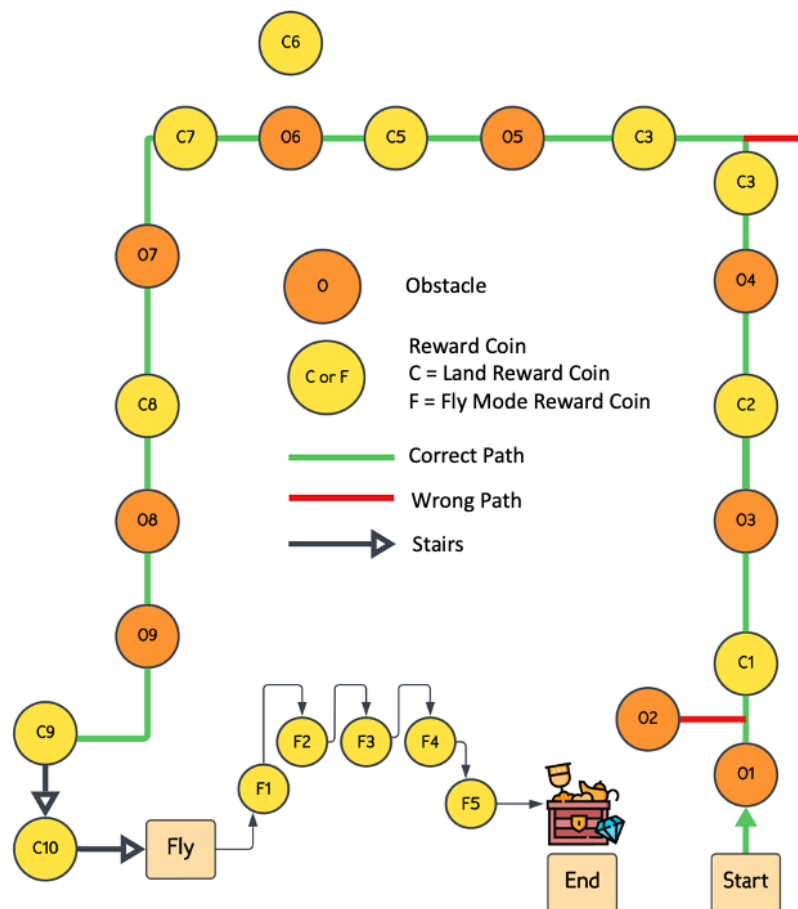 C6
C7
O6
C5
O5
C3
C3
O7
O
Obstacle
O4
Reward Coin
C or F
C = Land Reward Coin
F = Fly Mode Reward Coin
C8
C2
Correct Path
Wrong Path
O8
O3
Stairs
O9
C1
C9
O2
F2
F3
F4
F1
O1
F5
C10
Fly
End
Start